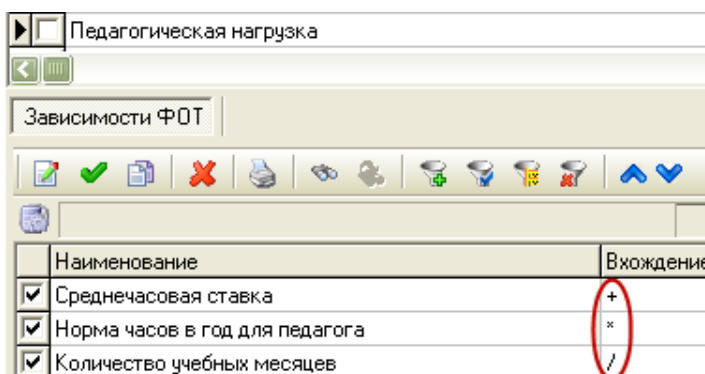 Педагогическая нагрузка
Зависимости ФОТ
Наименование Вхождение
Среднечасовая ставка +
Норма часов в год для педагога *
Количество учебных месяцев /